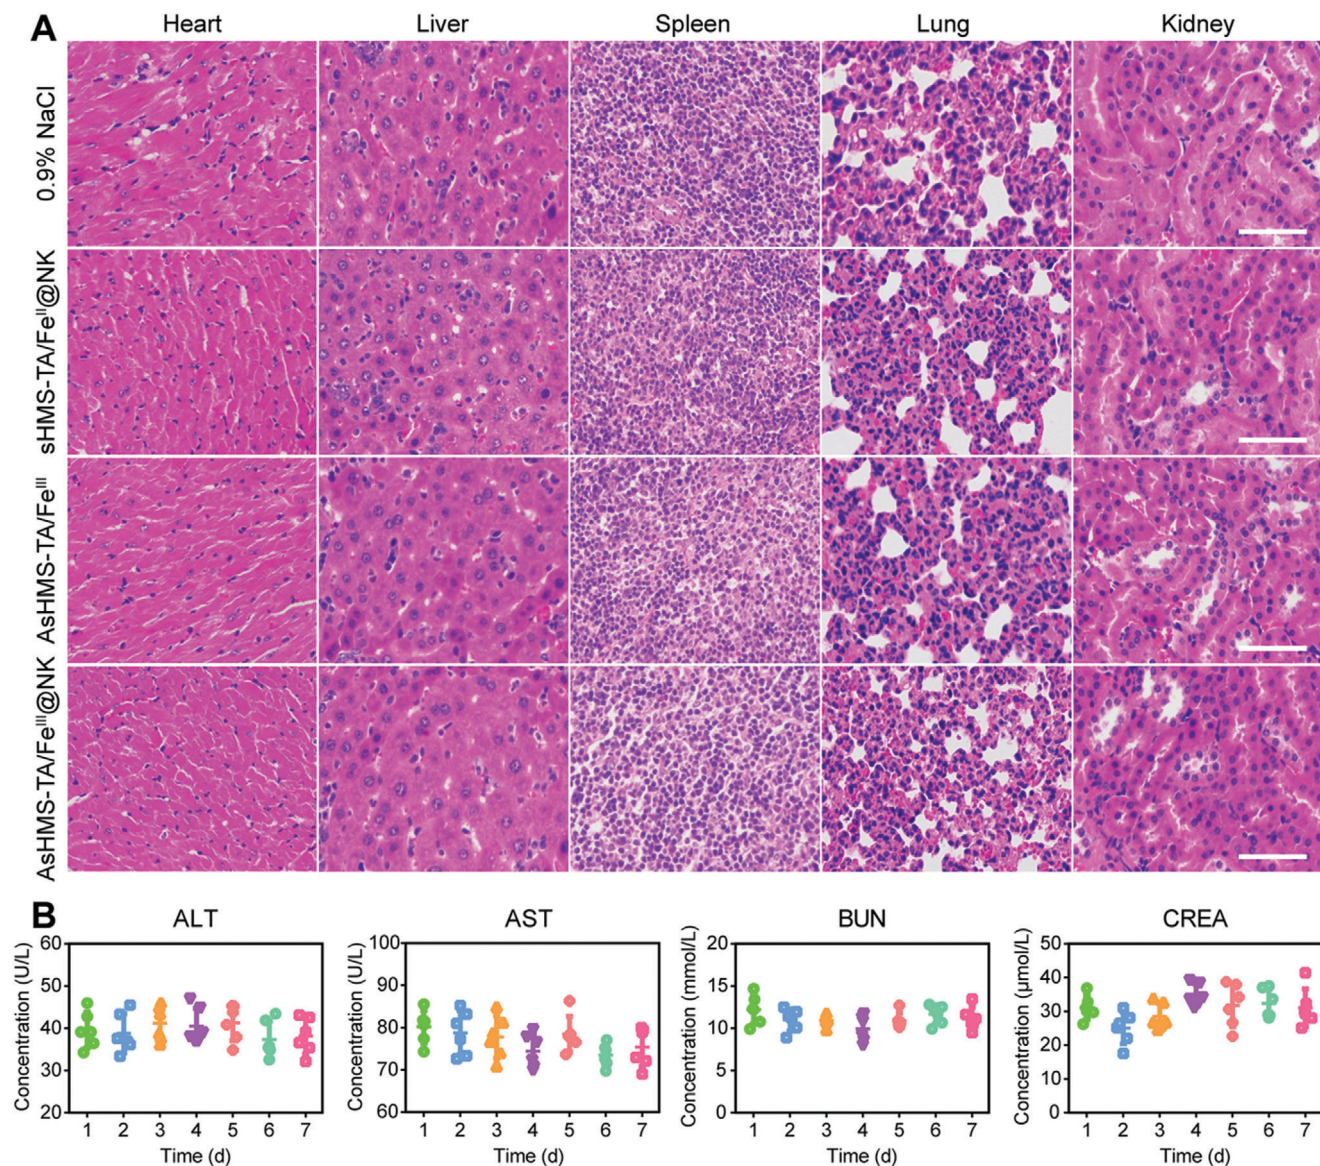 A
Heart Liver Spleen Lung Kidney
0.9% NaCl
sHMS-TA/Feᴵᴵ@NK
AsHMS-TA/Feᴵᴵᴵ
AsHMS-TA/Feᴵᴵᴵ@NK
B
ALT
Concentration (U/L)
60
50
40
30
20
1 2 3 4 5 6 7
Time (d)
AST
Concentration (U/L)
100
90
80
70
60
1 2 3 4 5 6 7
Time (d)
BUN
Concentration (mmol/L)
20
15
10
5
0
1 2 3 4 5 6 7
Time (d)
CREA
Concentration (μmol/L)
50
40
30
20
10
0
1 2 3 4 5 6 7
Time (d)